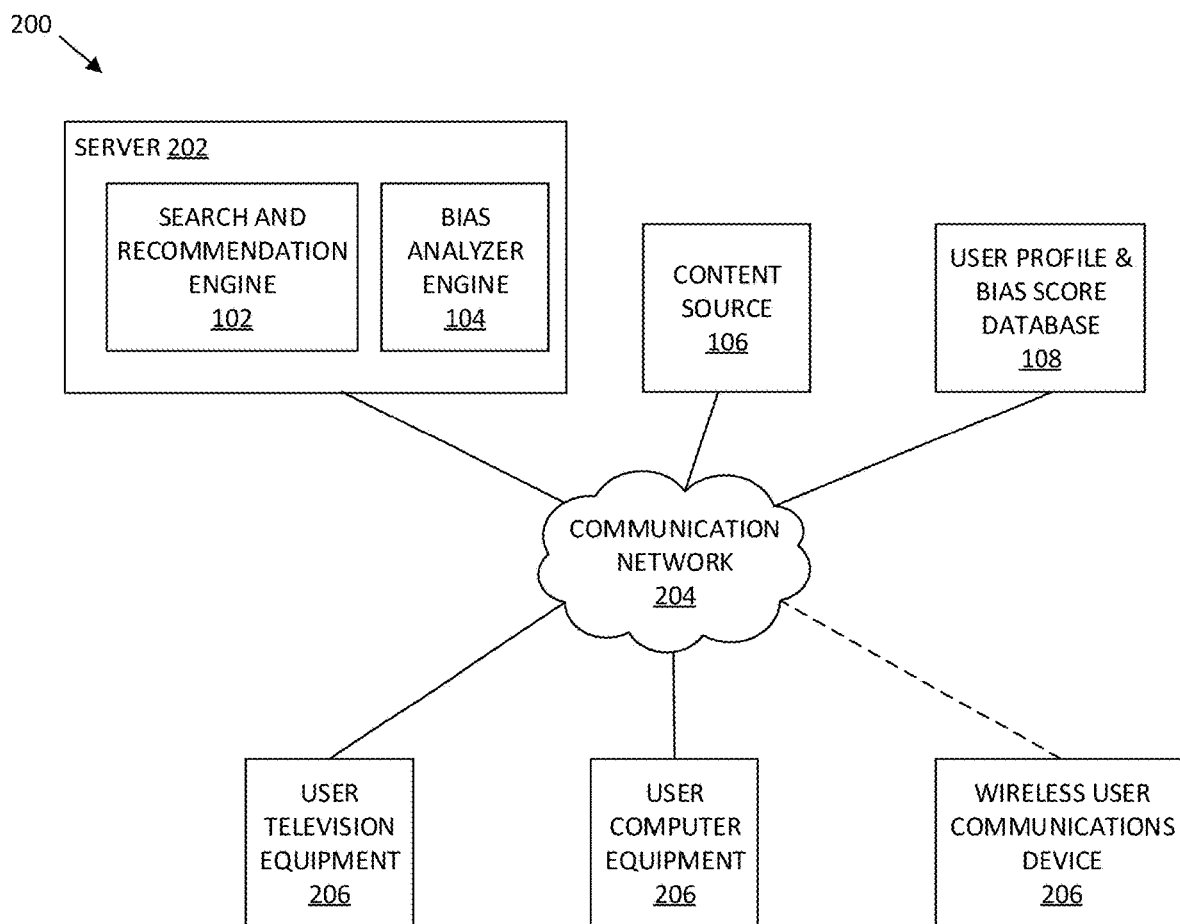 200
SERVER 202
SEARCH AND
RECOMMENDATION
ENGINE
102
BIAS
ANALYZER
ENGINE
104
CONTENT
SOURCE
106
USER PROFILE &
BIAS SCORE
DATABASE
108
COMMUNICATION
NETWORK
204
USER
TELEVISION
EQUIPMENT
206
USER
COMPUTER
EQUIPMENT
206
WIRELESS USER
COMMUNICATIONS
DEVICE
206